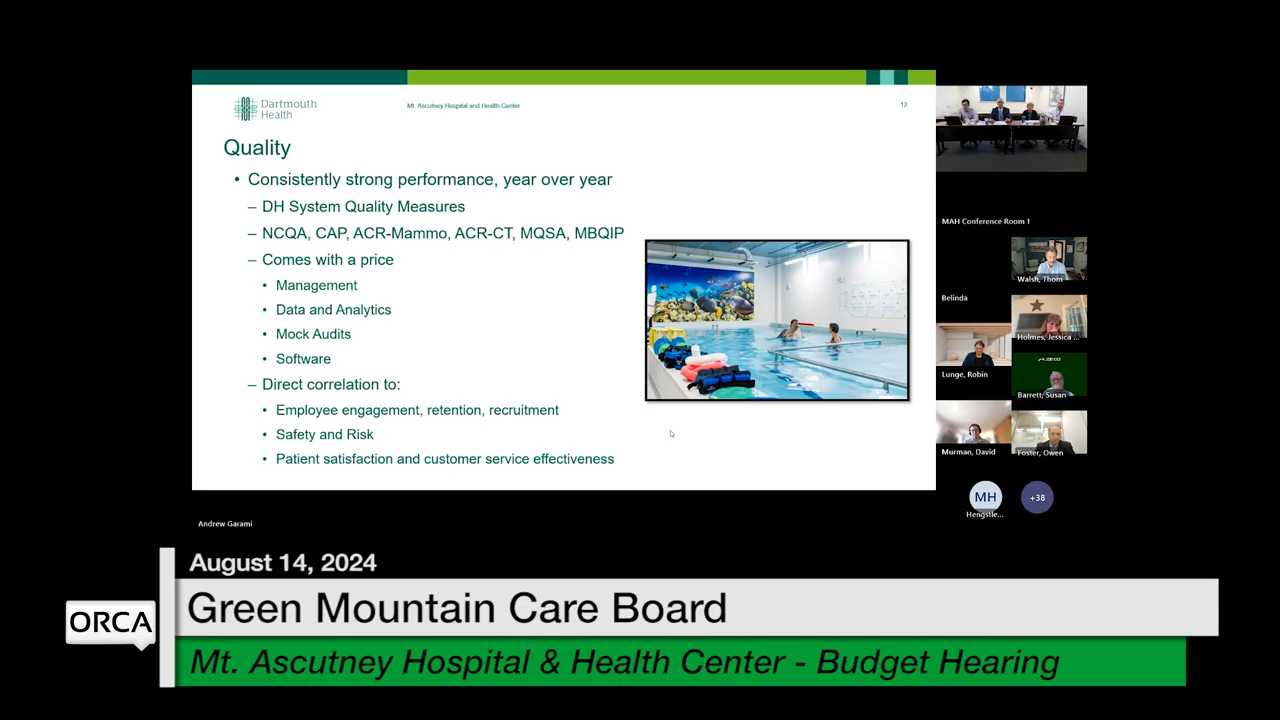 Dartmouth
Health
Mt. Ascutney Hospital and Health Center
12
Quality
• Consistently strong performance, year over year
– DH System Quality Measures
– NCQA, CAP, ACR-Mammo, ACR-CT, MQSA, MBQIP
– Comes with a price
• Management
• Data and Analytics
• Mock Audits
• Software
– Direct correlation to:
• Employee engagement, retention, recruitment
• Safety and Risk
• Patient satisfaction and customer service effectiveness
MAH Conference Room 1
Walsh, Thom
Belinda
Holmes, Jessica ...
Lunge, Robin
Barrett, Susan
Murman, David
Foster, Owen
MH
+38
Hengstle...
Andrew Garami
August 14, 2024
ORCA
Green Mountain Care Board
Mt. Ascutney Hospital & Health Center - Budget Hearing